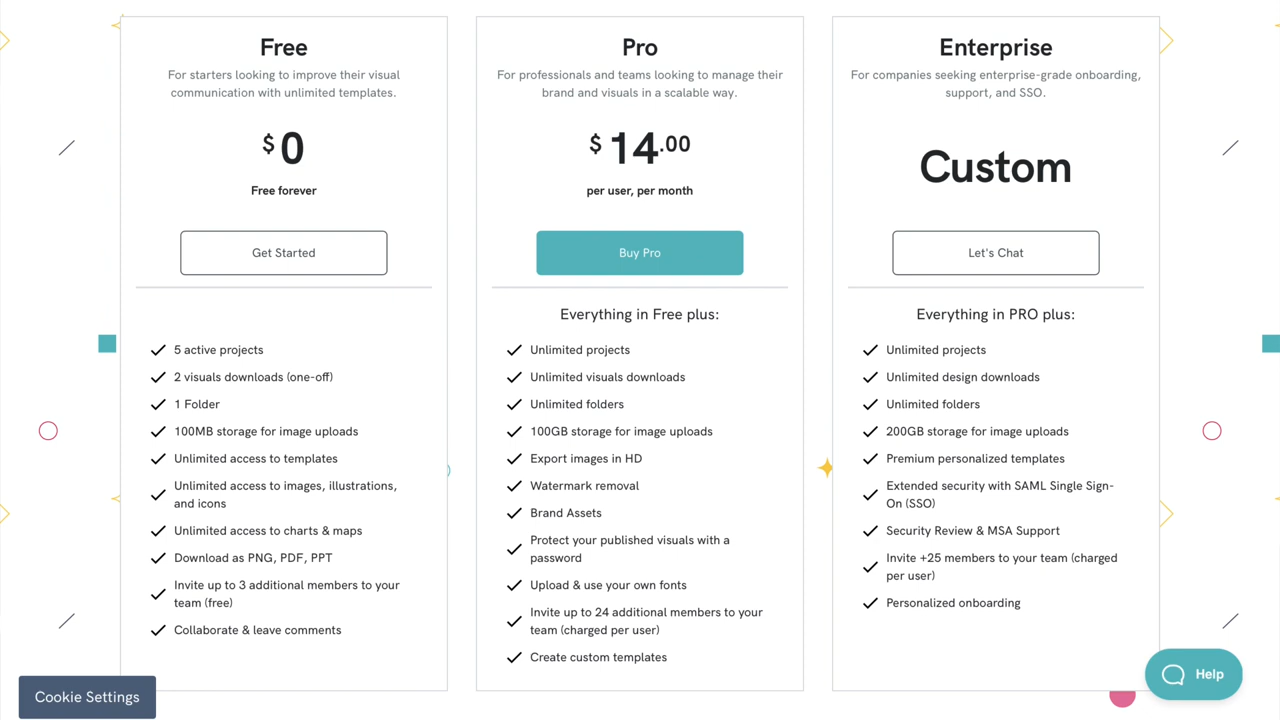 Free
For starters looking to improve their visual
communication with unlimited templates.
$0
Free forever
Get Started
5 active projects
2 visuals downloads (one-off)
1 Folder
100MB storage for image uploads
Unlimited access to templates
Unlimited access to images, illustrations,
and icons
Unlimited access to charts & maps
Download as PNG, PDF, PPT
Invite up to 3 additional members to your
team (free)
Collaborate & leave comments
Pro
For professionals and teams looking to manage their
brand and visuals in a scalable way.
$14.00
per user, per month
Buy Pro
Everything in Free plus:
Unlimited projects
Unlimited visuals downloads
Unlimited folders
100GB storage for image uploads
Export images in HD
Watermark removal
Brand Assets
Protect your published visuals with a
password
Upload & use your own fonts
Invite up to 24 additional members to your
team (charged per user)
Create custom templates
Enterprise
For companies seeking enterprise-grade onboarding,
support, and SSO.
Custom
Let's Chat
Everything in PRO plus:
Unlimited projects
Unlimited design downloads
Unlimited folders
200GB storage for image uploads
Premium personalized templates
Extended security with SAML Single Sign-
On (SSO)
Security Review & MSA Support
Invite +25 members to your team (charged
per user)
Personalized onboarding
Cookie Settings
Help